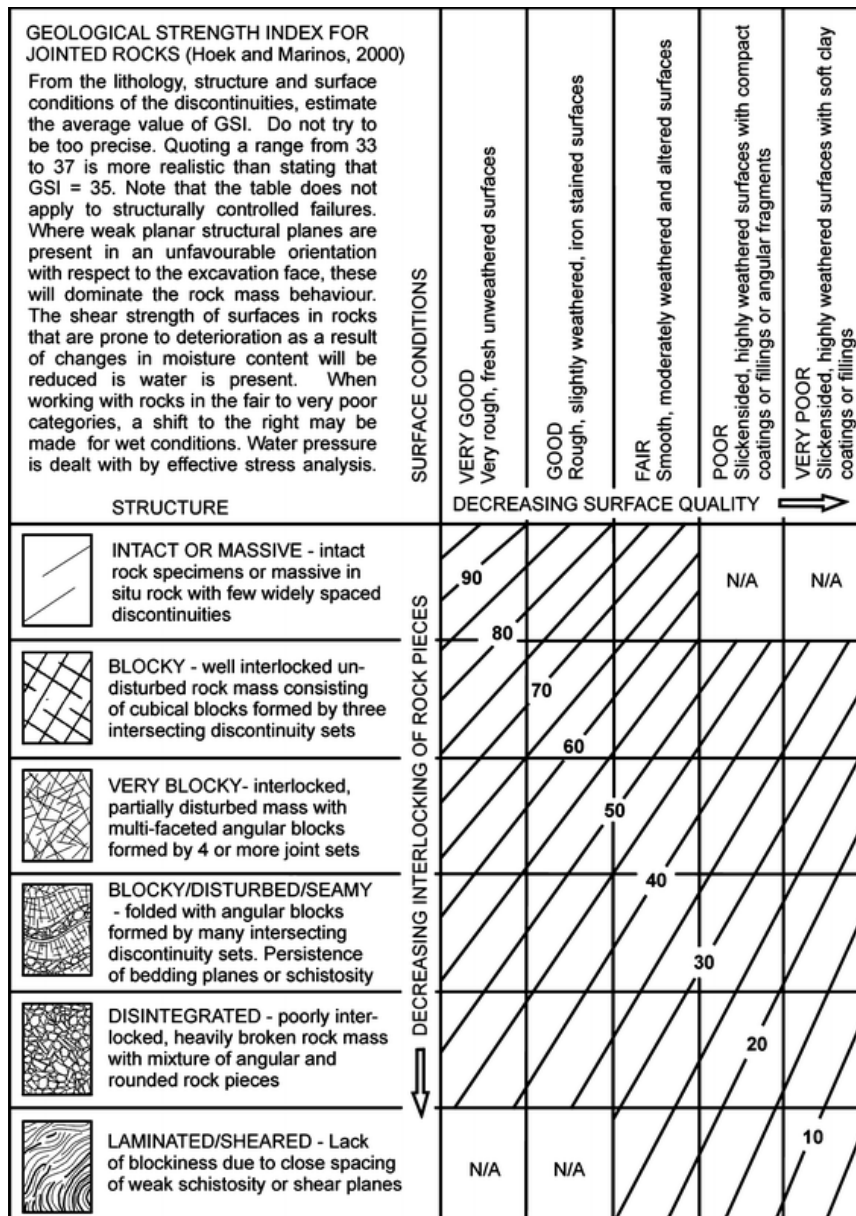 GEOLOGICAL STRENGTH INDEX FOR
JOINTED ROCKS (Hoek and Marinos, 2000)
From the lithology, structure and surface
conditions of the discontinuities, estimate
the average value of GSI. Do not try to
be too precise. Quoting a range from 33
to 37 is more realistic than stating that
GSI = 35. Note that the table does not
apply to structurally controlled failures.
Where weak planar structural planes are
present in an unfavourable orientation
with respect to the excavation face, these
will dominate the rock mass behaviour.
The shear strength of surfaces in rocks
that are prone to deterioration as a result
of changes in moisture content will be
reduced is water is present. When
working with rocks in the fair to very poor
categories, a shift to the right may be
made for wet conditions. Water pressure
is dealt with by effective stress analysis.
STRUCTURE
SURFACE CONDITIONS
VERY GOOD
Very rough, fresh unweathered surfaces
GOOD
Rough, slightly weathered, iron stained surfaces
FAIR
Smooth, moderately weathered and altered surfaces
POOR
Slickensided, highly weathered surfaces with compact
coatings or fillings or angular fragments
VERY POOR
Slickensided, highly weathered surfaces with soft clay
coatings or fillings
DECREASING SURFACE QUALITY
INTACT OR MASSIVE - intact
rock specimens or massive in
situ rock with few widely spaced
discontinuities
BLOCKY - well interlocked un-
disturbed rock mass consisting
of cubical blocks formed by three
intersecting discontinuity sets
VERY BLOCKY- interlocked,
partially disturbed mass with
multi-faceted angular blocks
formed by 4 or more joint sets
BLOCKY/DISTURBED/SEAMY
- folded with angular blocks
formed by many intersecting
discontinuity sets. Persistence
of bedding planes or schistosity
DISINTEGRATED - poorly inter-
locked, heavily broken rock mass
with mixture of angular and
rounded rock pieces
LAMINATED/SHEARED - Lack
of blockiness due to close spacing
of weak schistosity or shear planes
DECREASING INTERLOCKING OF ROCK PIECES
90
N/A
N/A
80
70
60
50
40
30
20
10
N/A
N/A